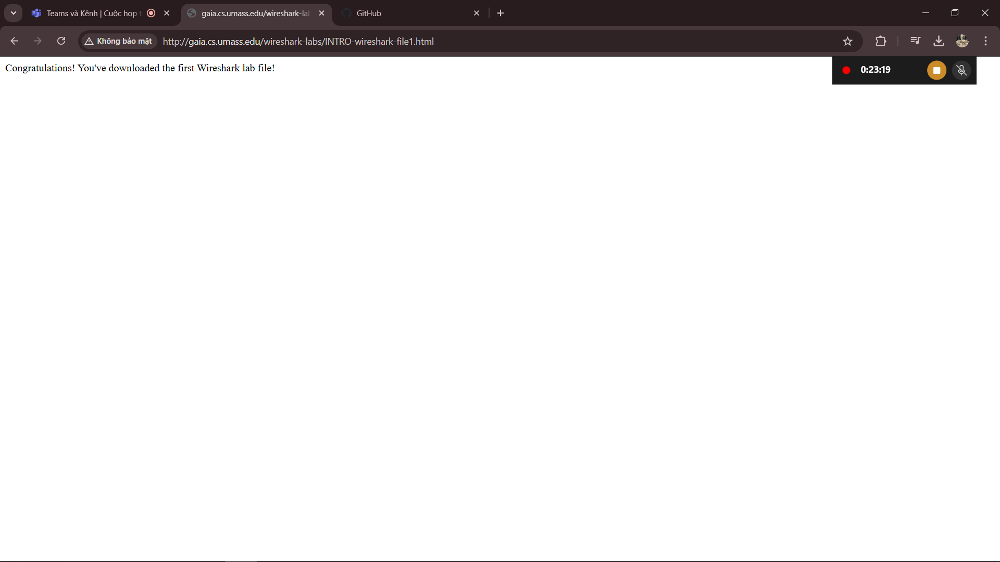 Teams và Kênh | Cuộc họp t
gaia.cs.umass.edu/wireshark-lab
GitHub
Không bảo mật
http://gaia.cs.umass.edu/wireshark-labs/INTRO-wireshark-file1.html
Congratulations! You've downloaded the first Wireshark lab file!
0:23:19